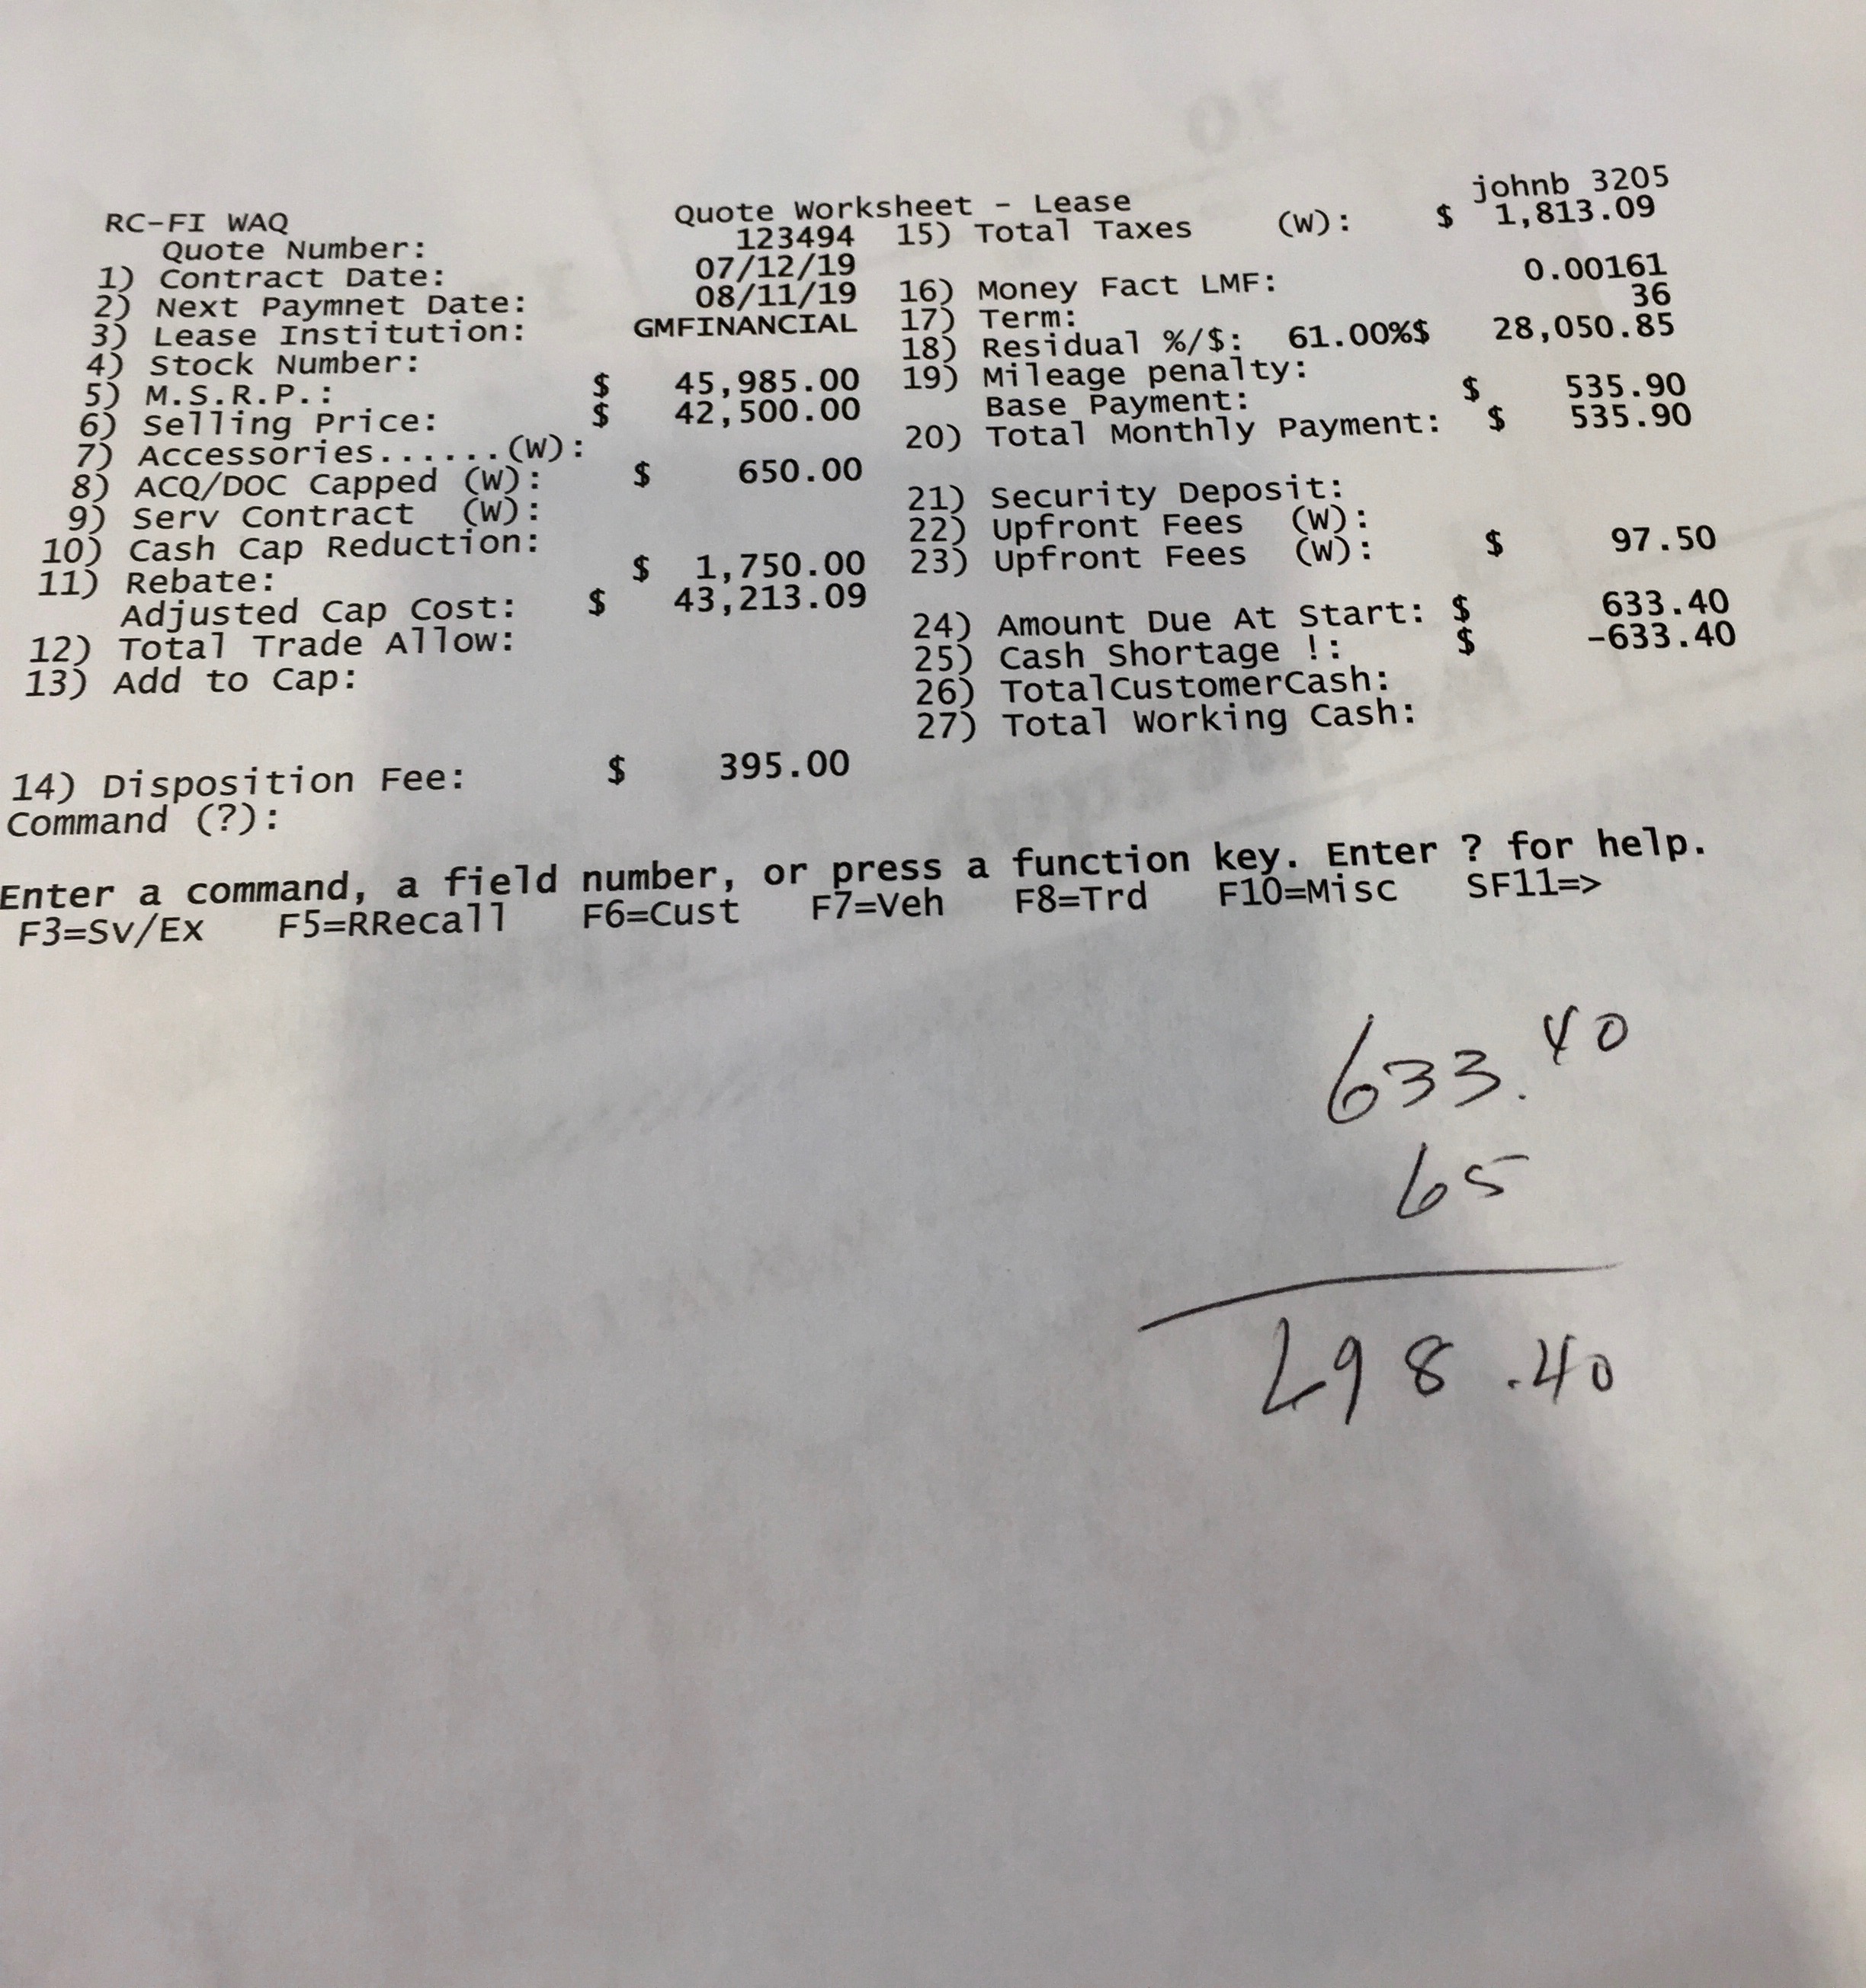 johnb 3205
RC-FI WAQ Quote Worksheet - Lease
Quote Number: 123494 15) Total Taxes (W): $ 1,813.09
1) Contract Date: 07/12/19
2) Next Paymnet Date: 08/11/19 16) Money Fact LMF: 0.00161
3) Lease Institution: GMFINANCIAL 17) Term: 36
4) Stock Number: 18) Residual %/$: 61.00%$ 28,050.85
5) M.S.R.P.: $ 45,985.00 19) Mileage penalty:
6) Selling Price: $ 42,500.00 Base Payment: $ 535.90
7) Accessories......(W): 20) Total Monthly Payment: $ 535.90
8) ACQ/DOC Capped (W): $ 650.00
9) Serv Contract (W): 21) Security Deposit:
10) Cash Cap Reduction: 22) Upfront Fees (W):
11) Rebate: $ 1,750.00 23) Upfront Fees (W): $ 97.50
Adjusted Cap Cost: $ 43,213.09
12) Total Trade Allow: 24) Amount Due At Start: $ 633.40
13) Add to Cap: 25) Cash Shortage !: $ -633.40
26) TotalCustomerCash:
27) Total Working Cash:
14) Disposition Fee: $ 395.00
Command (?):
Enter a command, a field number, or press a function key. Enter ? for help.
F3=Sv/Ex F5=RRecall F6=Cust F7=Veh F8=Trd F10=Misc SF11=>
633.40
65
698.40